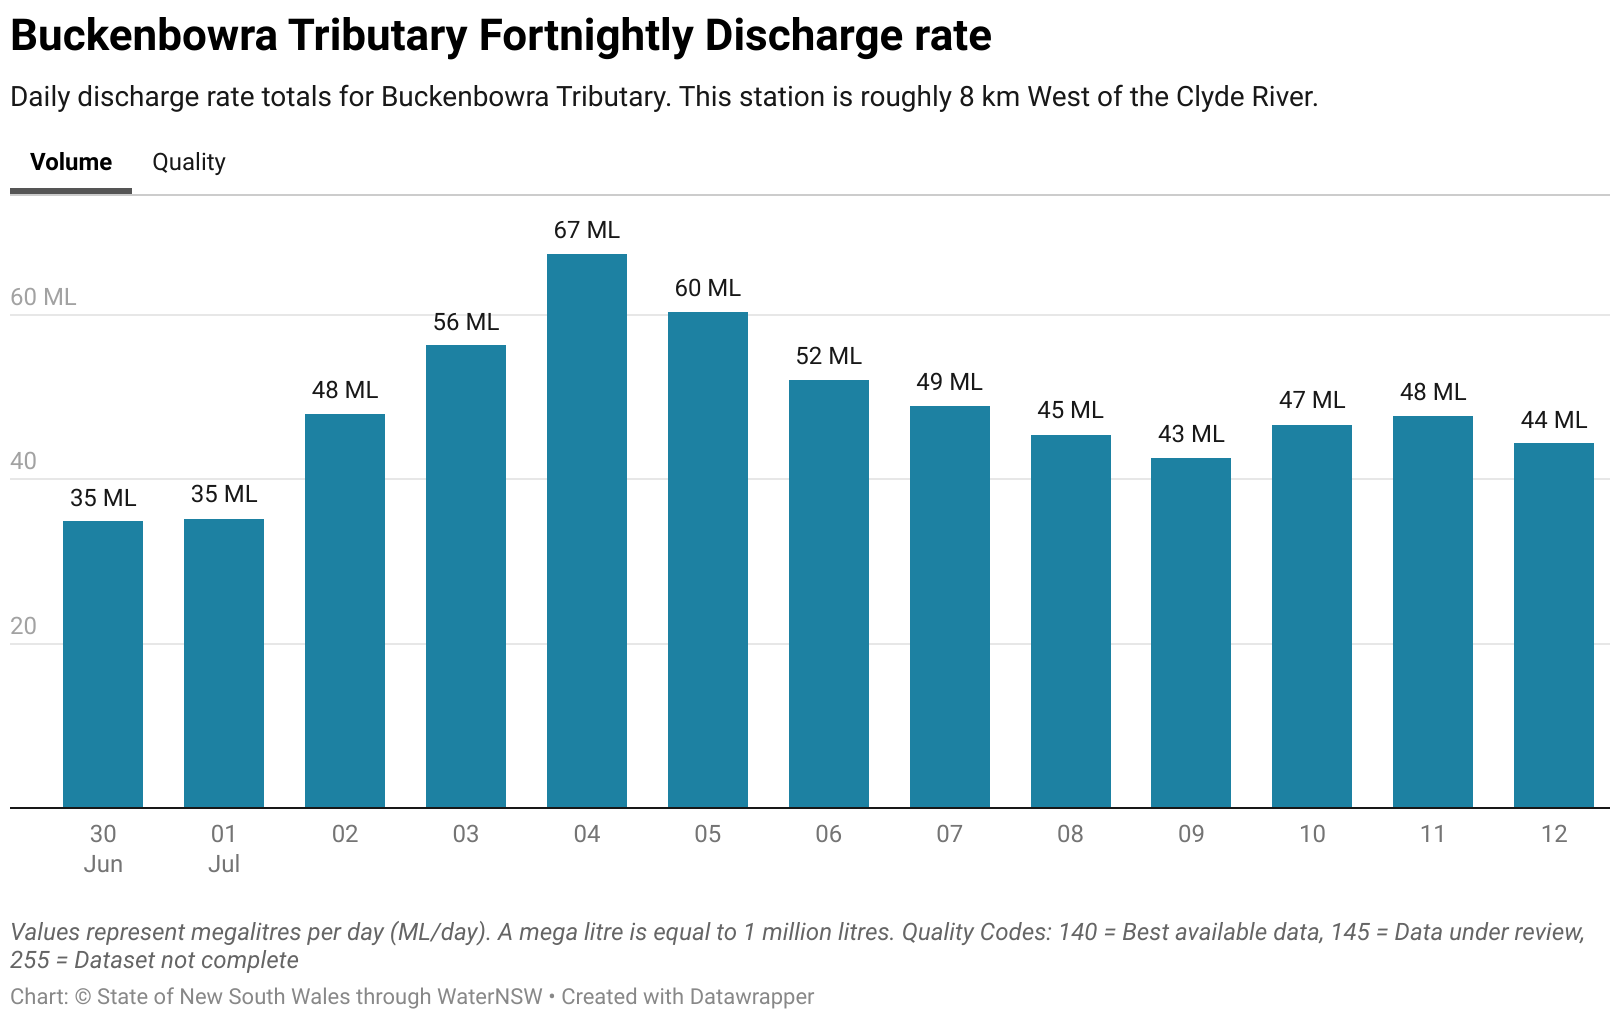 Buckenbowra Tributary Fortnightly Discharge rate
Daily discharge rate totals for Buckenbowra Tributary. This station is roughly 8 km West of the Clyde River.
Volume Quality
67 ML
60 ML
60 ML
56 ML
52 ML
49 ML
48 ML
48 ML
47 ML
45 ML
44 ML
43 ML
40
35 ML
35 ML
20
30 01 02 03 04 05 06 07 08 09 10 11 12
Jun Jul
Values represent megalitres per day (ML/day). A mega litre is equal to 1 million litres. Quality Codes: 140 = Best available data, 145 = Data under review,
255 = Dataset not complete
Chart: © State of New South Wales through WaterNSW • Created with Datawrapper